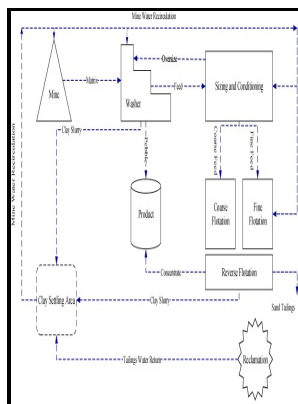 Mine Water Recirculation
Oversize
Mine
Matrix
Washer
Feed
Sizing and Conditioning
Clay Slurry
Pebble
Coarse Feed
Fine Feed
Mine Water Recirculation
Product
Coarse
Flotation
Fine
Flotation
Concentrate
Reverse Flotation
Clay Settling Area
Clay Slurry
Sand Tailings
Tailings Water Return
Reclamation